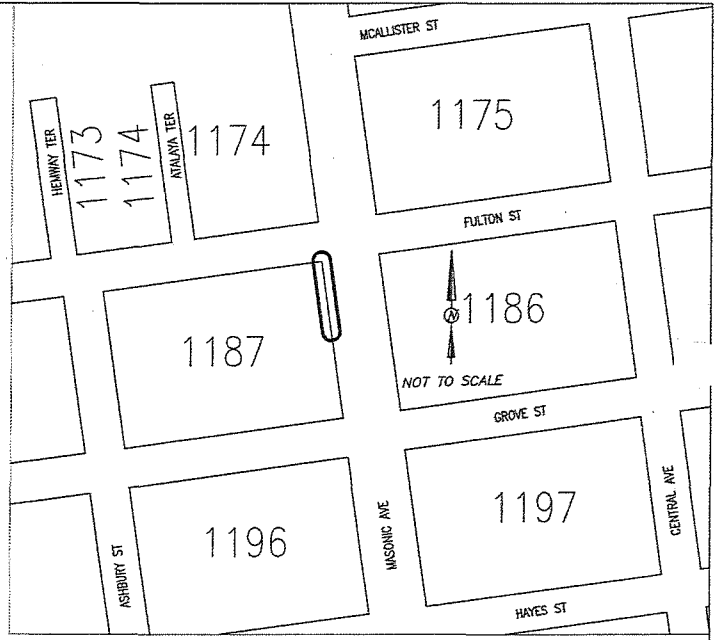 MCALLISTER ST
1175
HEMWAY TER
1173
1174
ATALAYA TER
1174
FULTON ST
1187
N
1186
NOT TO SCALE
GROVE ST
1196
MASONIC AVE
1197
CENTRAL AVE
ASHBURY ST
HAYES ST